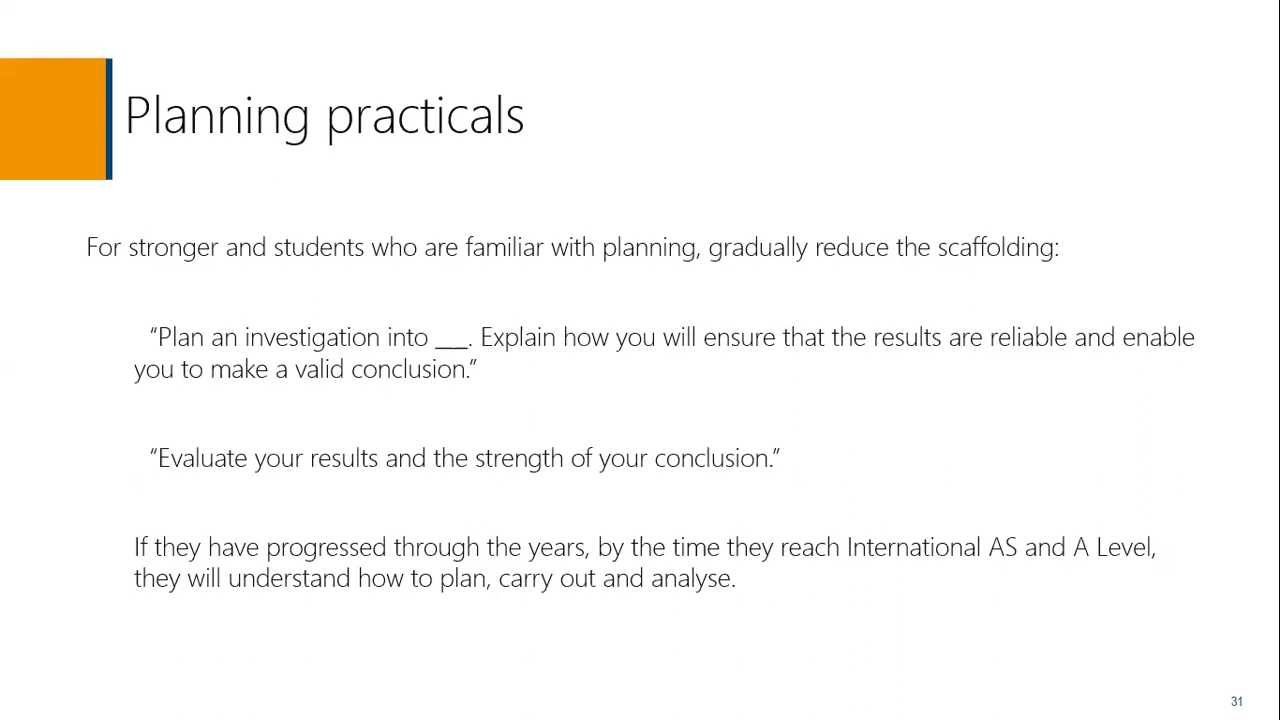 Planning practicals
For stronger and students who are familiar with planning, gradually reduce the scaffolding:
“Plan an investigation into ___. Explain how you will ensure that the results are reliable and enable
you to make a valid conclusion.”
“Evaluate your results and the strength of your conclusion.”
If they have progressed through the years, by the time they reach International AS and A Level,
they will understand how to plan, carry out and analyse.
31